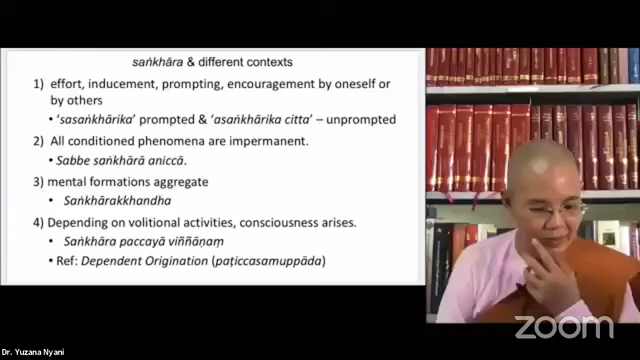 saṅkhāra & different contexts
1) effort, inducement, prompting, encouragement by oneself or
by others
• ‘sasaṅkhārika’ prompted & ‘asaṅkhārika citta’ – unprompted
2) All conditioned phenomena are impermanent.
• Sabbe saṅkhārā aniccā.
3) mental formations aggregate
• Saṅkhārakkhandha
4) Depending on volitional activities, consciousness arises.
• Saṅkhāra paccayā viññāṇaṃ
• Ref: Dependent Origination (paṭiccasamuppāda)
zoom
Dr. Yuzana Nyani